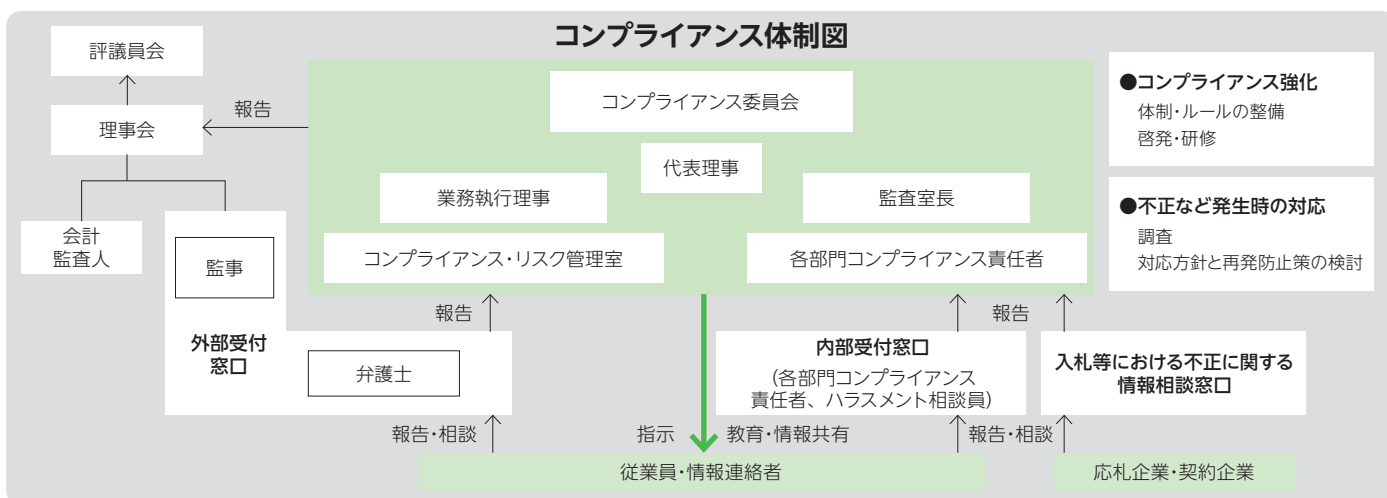 コンプライアンス体制図
評議員会
理事会
報告
会計
監査人
監事
外部受付
窓口
弁護士
コンプライアンス委員会
代表理事
業務執行理事
監査室長
コンプライアンス・リスク管理室
各部門コンプライアンス責任者
●コンプライアンス強化
体制・ルールの整備
啓発・研修
●不正など発生時の対応
調査
対応方針と再発防止策の検討
報告
報告
内部受付窓口
(各部門コンプライアンス
責任者、ハラスメント相談員)
入札等における不正に関する
情報相談窓口
報告・相談
指示
教育・情報共有
報告・相談
従業員・情報連絡者
応札企業・契約企業